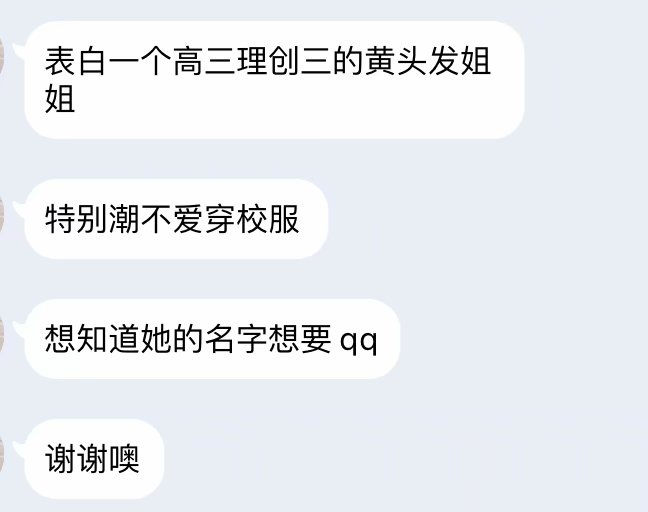 表白一个高三理创三的黄头发姐
姐
特别潮不爱穿校服
想知道她的名字想要 qq
谢谢噢